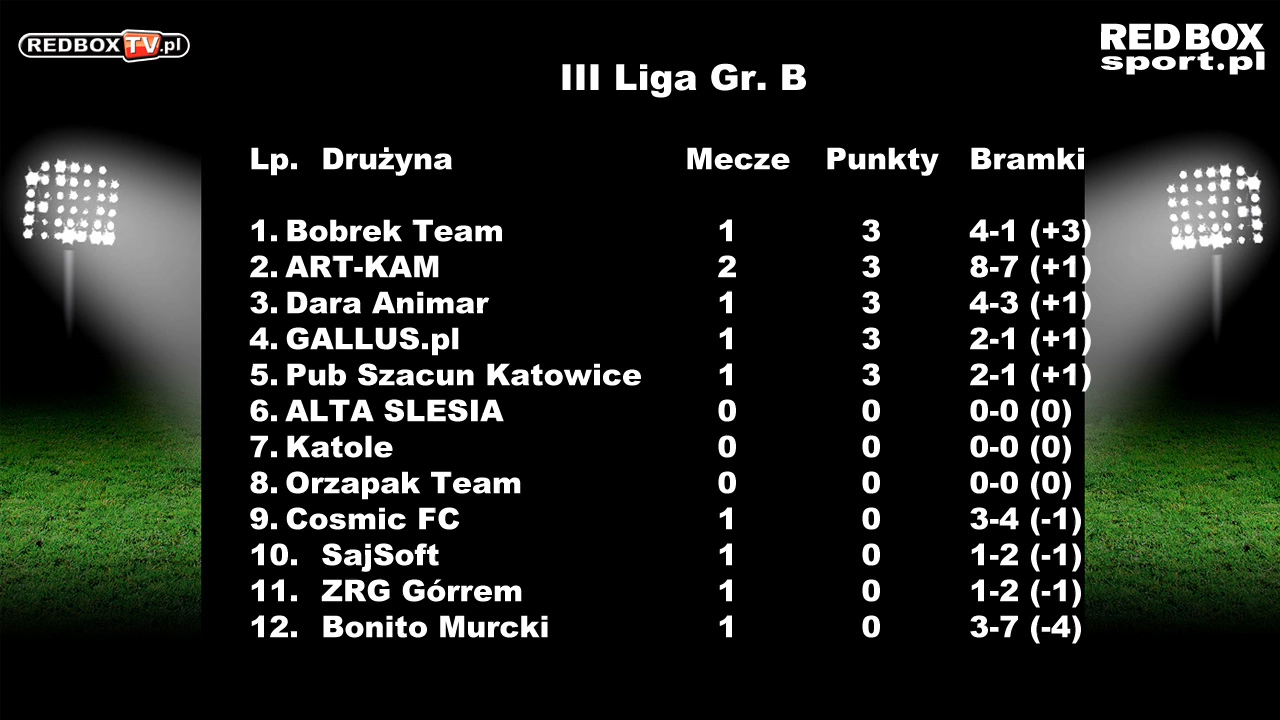 REDBOX TV.pl
RED BOX
sport.pl
III Liga Gr. B
Lp. Drużyna Mecze Punkty Bramki
1. Bobrek Team 1 3 4-1 (+3)
2. ART-KAM 2 3 8-7 (+1)
3. Dara Animar 1 3 4-3 (+1)
4. GALLUS.pl 1 3 2-1 (+1)
5. Pub Szacun Katowice 1 3 2-1 (+1)
6. ALTA SLESIA 0 0 0-0 (0)
7. Katole 0 0 0-0 (0)
8. Orzapak Team 0 0 0-0 (0)
9. Cosmic FC 1 0 3-4 (-1)
10. SajSoft 1 0 1-2 (-1)
11. ZRG Górrem 1 0 1-2 (-1)
12. Bonito Murcki 1 0 3-7 (-4)